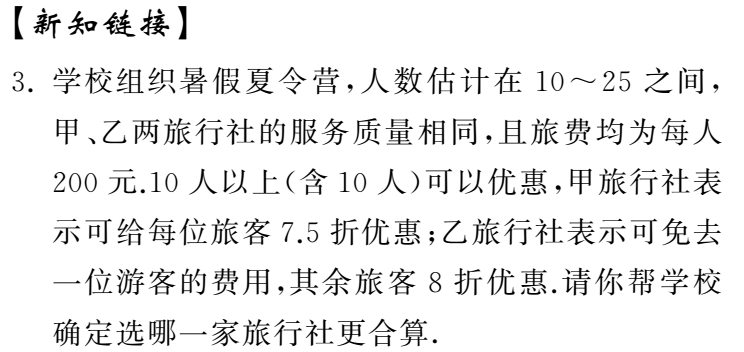 【新知链接】
3. 学校组织暑假夏令营,人数估计在 10～25 之间,
甲、乙两旅行社的服务质量相同,且旅费均为每人
200 元.10 人以上(含 10 人)可以优惠,甲旅行社表
示可给每位旅客 7.5 折优惠;乙旅行社表示可免去
一位游客的费用,其余旅客 8 折优惠.请你帮学校
确定选哪一家旅行社更合算.